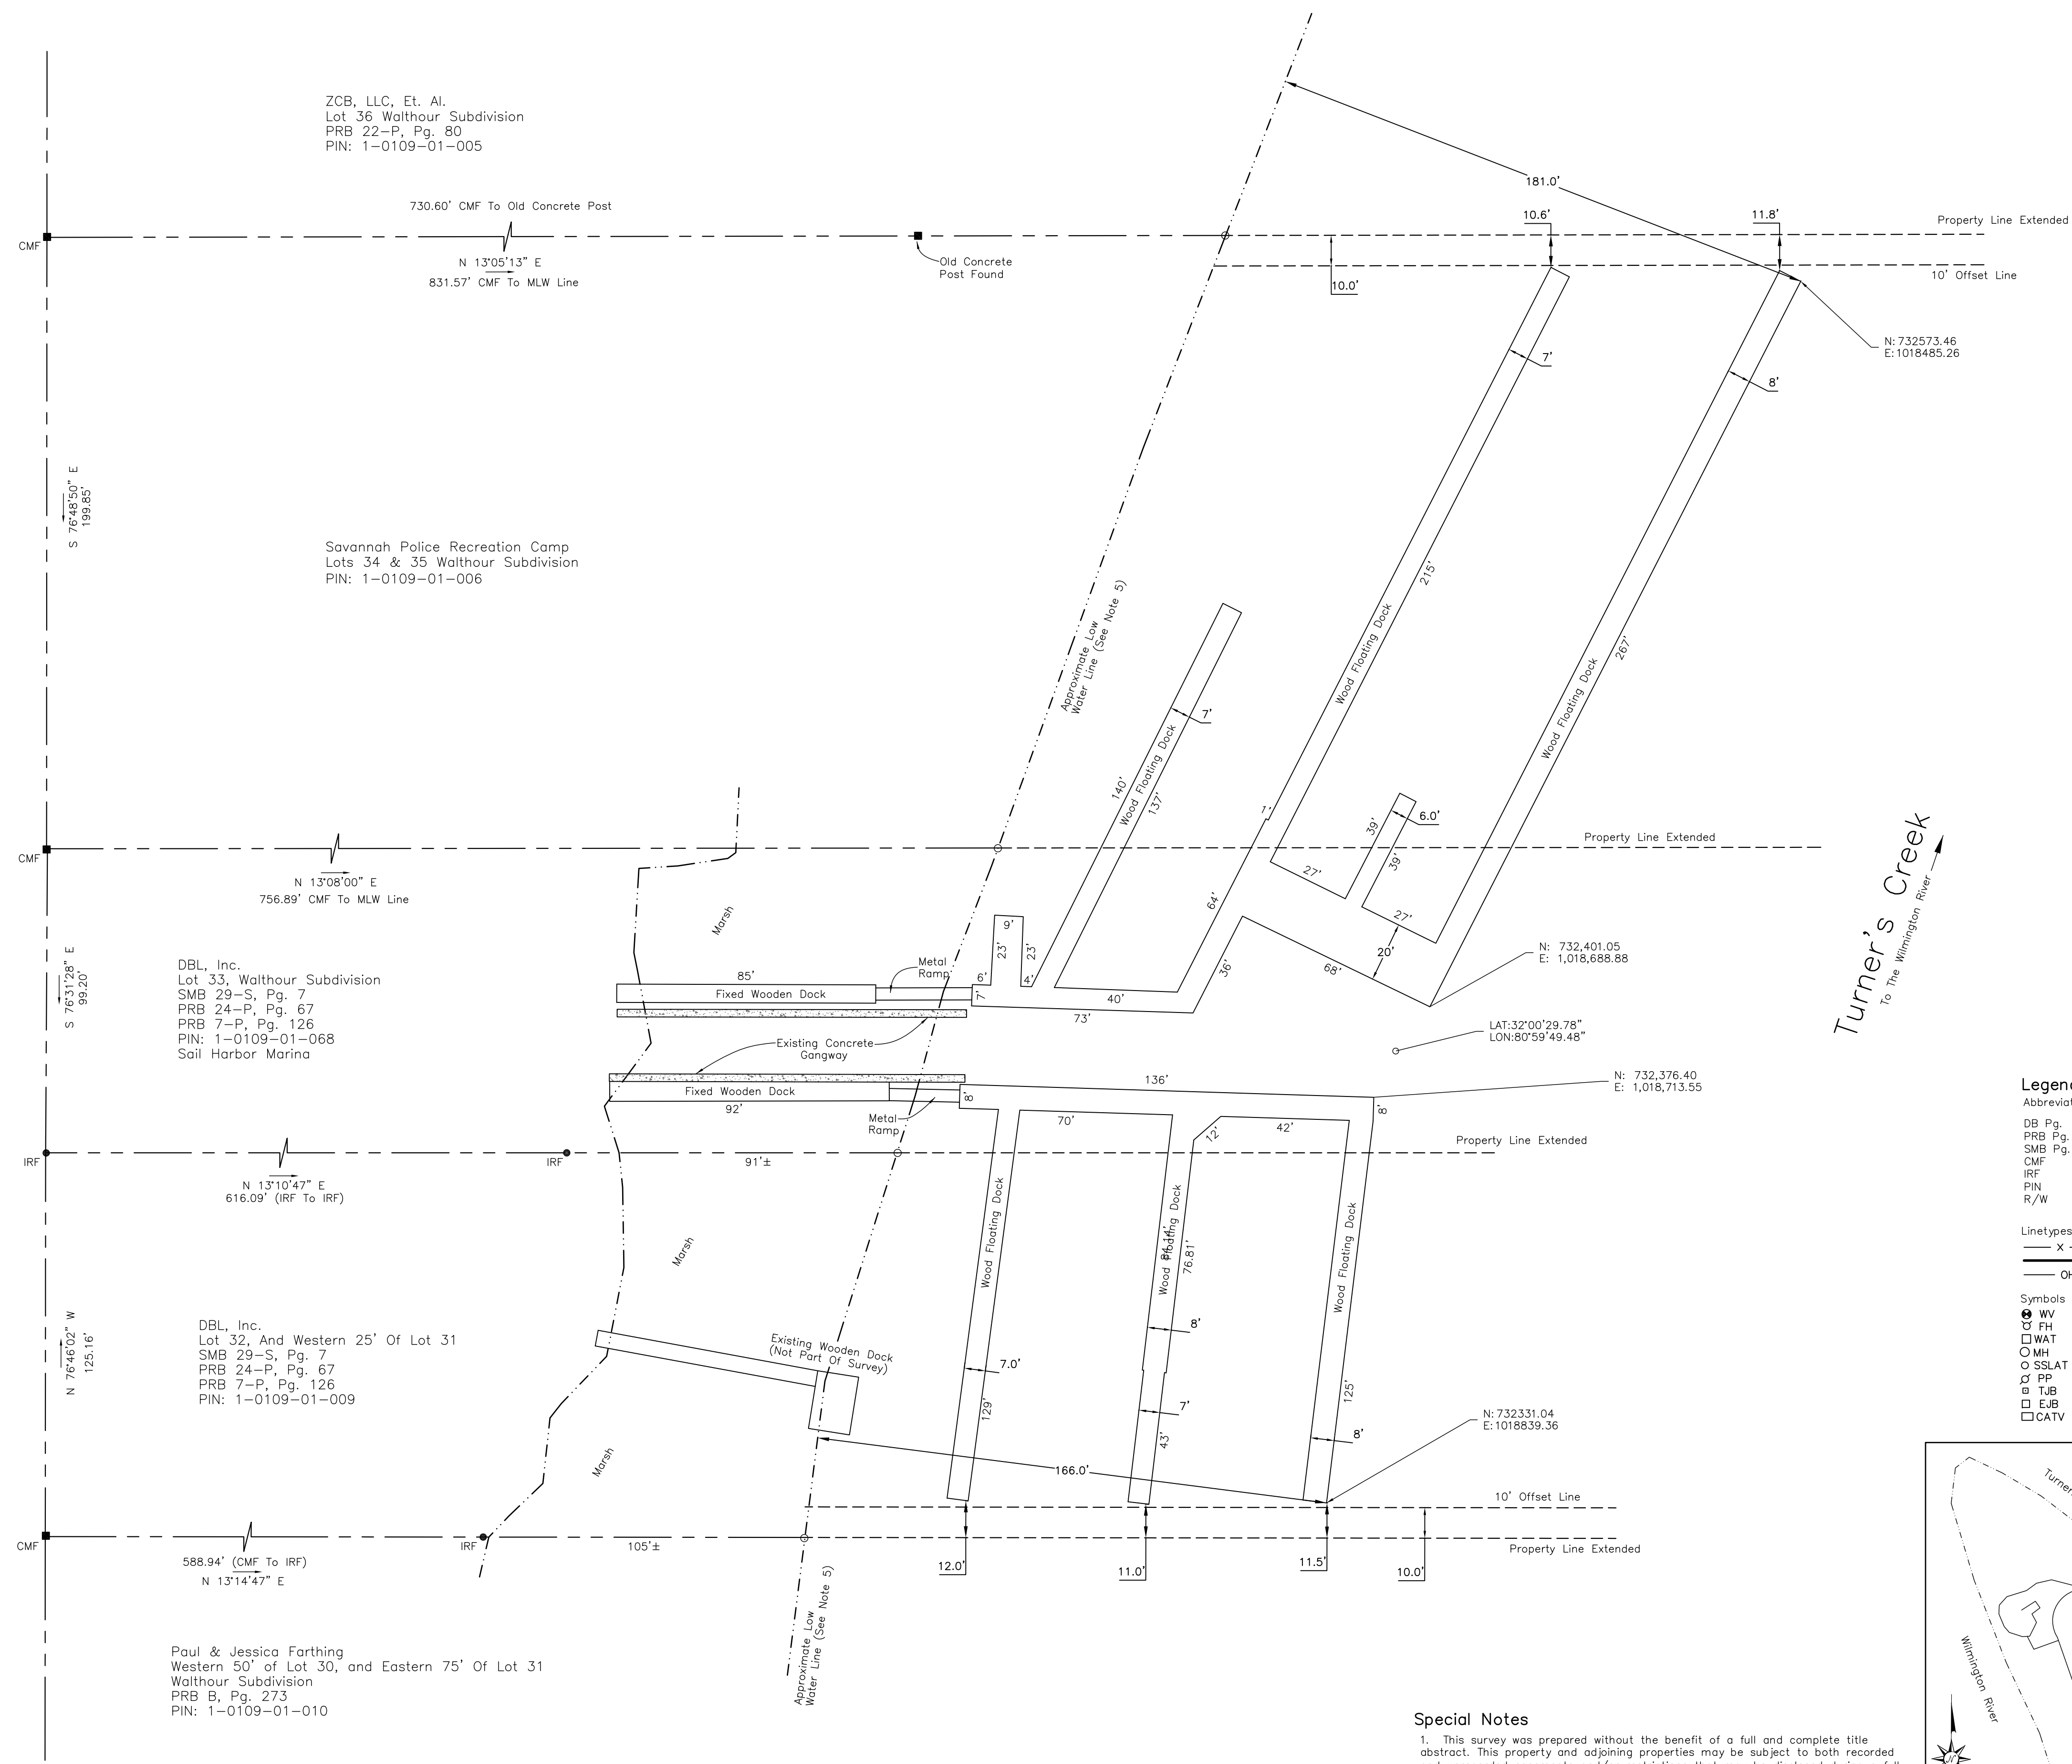 ZCB, LLC, Et. Al.
Lot 36 Walthour Subdivision
PRB 22-P, Pg. 80
PIN: 1-0109-01-005
730.60' CMF To Old Concrete Post
CMF
N 13°05'13" E
831.57' CMF To MLW Line
Old Concrete
Post Found
181.0'
10.6'
11.8'
Property Line Extended
10.0'
10' Offset Line
N: 732573.46
E: 1018485.26
7'
8'
S 76°48'50" E
199.85'
Savannah Police Recreation Camp
Lots 34 & 35 Walthour Subdivision
PIN: 1-0109-01-006
Approximate Low
Water Line (See Note 5)
215'
Wood Floating Dock
267'
Wood Floating Dock
7'
140'
Wood Floating Dock
137'
1'
39'
6.0'
39'
Property Line Extended
CMF
N 13°08'00" E
756.89' CMF To MLW Line
27'
64'
27'
20'
68'
36'
Marsh
9'
23'
23'
6'
4'
7'
40'
73'
85'
Metal
Ramp
Fixed Wooden Dock
N: 732,401.05
E: 1,018,688.88
Turner's Creek
To The Wilmington River
S 76°31'28" E
99.20'
DBL, Inc.
Lot 33, Walthour Subdivision
SMB 29-S, Pg. 7
PRB 24-P, Pg. 67
PRB 7-P, Pg. 126
PIN: 1-0109-01-068
Sail Harbor Marina
Existing Concrete
Gangway
LAT:32°00'29.78"
LON:80°59'49.48"
Fixed Wooden Dock
92'
Metal
Ramp
8'
136'
70'
12'
42'
8'
N: 732,376.40
E: 1,018,713.55
Property Line Extended
IRF
IRF
91'±
N 13°10'47" E
616.09' (IRF To IRF)
Marsh
Wood Floating Dock
Wood Floating Dock
84.14'
76.81'
Wood Floating Dock
8'
7.0'
129'
7'
43'
125'
8'
N 76°46'02" W
125.16'
DBL, Inc.
Lot 32, And Western 25' Of Lot 31
SMB 29-S, Pg. 7
PRB 24-P, Pg. 67
PRB 7-P, Pg. 126
PIN: 1-0109-01-009
Existing Wooden Dock
(Not Part Of Survey)
Marsh
166.0'
N: 732331.04
E: 1018839.36
10' Offset Line
CMF
IRF
105'±
588.94' (CMF To IRF)
N 13°14'47" E
12.0'
11.0'
11.5'
10.0'
Property Line Extended
Approximate Low
Water Line (See Note 5)
Paul & Jessica Farthing
Western 50' of Lot 30, and Eastern 75' Of Lot 31
Walthour Subdivision
PRB B, Pg. 273
PIN: 1-0109-01-010
DB Pg.
PRB Pg.
SMB Pg.
CMF
IRF
PIN
R/W
Linetypes
X
Symbols
WV
FH
WAT
MH
SSLAT
PP
TJB
EJB
CATV
Wilmington River
N
Special Notes
1. This survey was prepared without the benefit of a full and complete title
abstract. This property and adjoining properties may be subject to both recorded